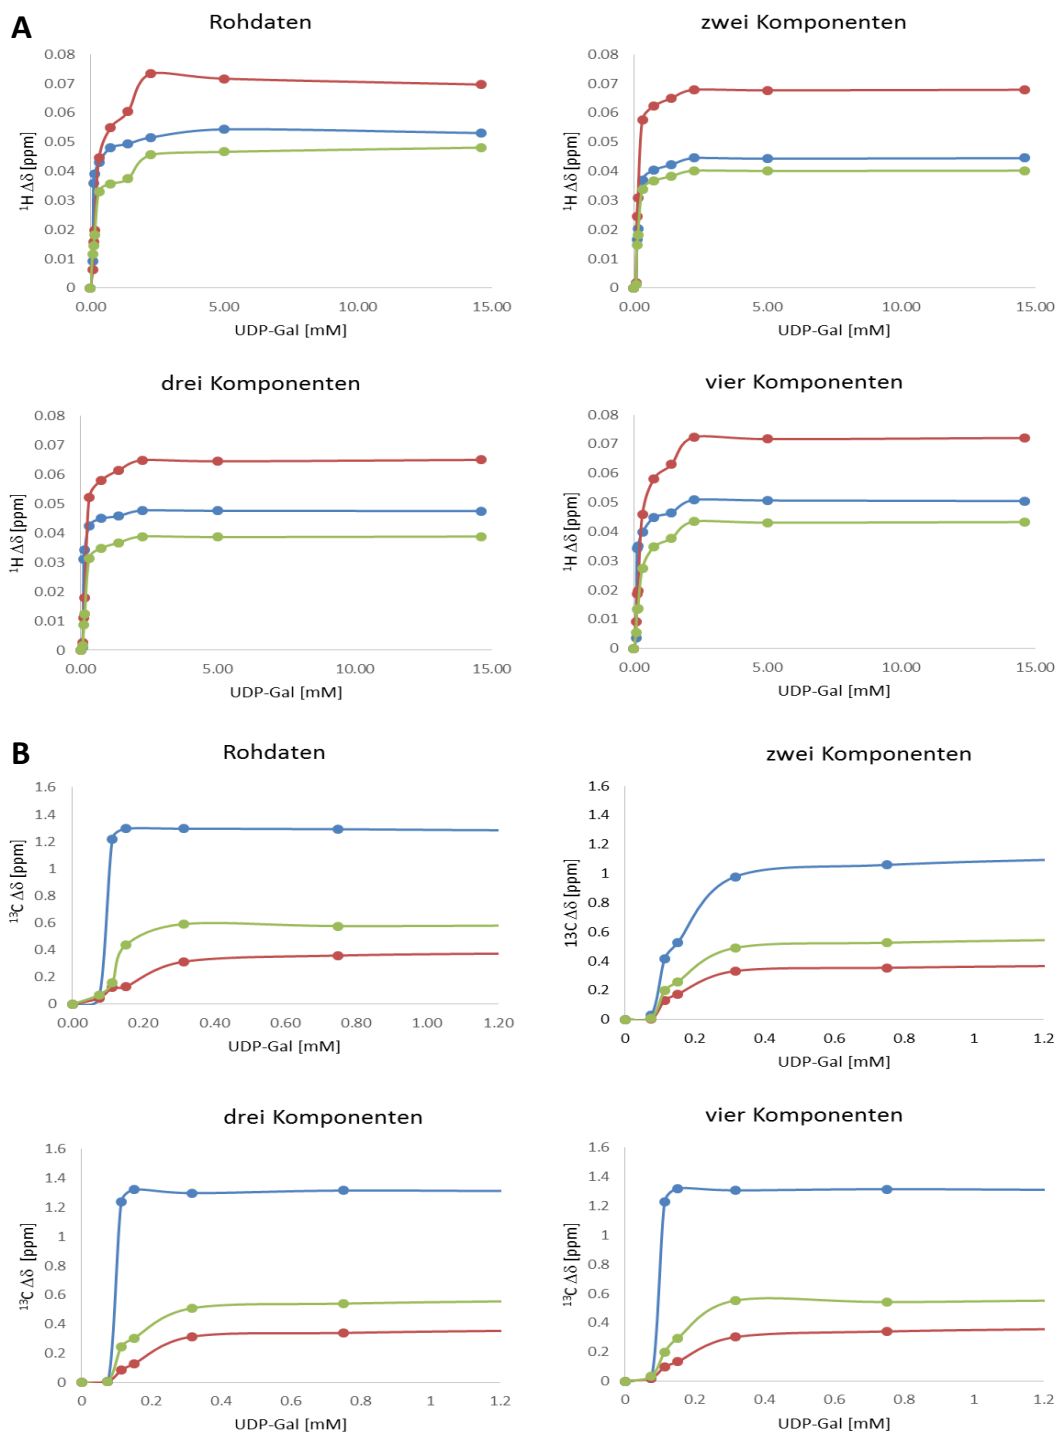 A
Rohdaten
0.08
0.07
0.06
0.05
0.04
0.03
0.02
0.01
0
¹H Δδ [ppm]
0.00 5.00 10.00 15.00
UDP-Gal [mM]
zwei Komponenten
0.08
0.07
0.06
0.05
0.04
0.03
0.02
0.01
0
¹H Δδ [ppm]
0.00 5.00 10.00 15.00
UDP-Gal [mM]
drei Komponenten
0.08
0.07
0.06
0.05
0.04
0.03
0.02
0.01
0
¹H Δδ [ppm]
0.00 5.00 10.00 15.00
UDP-Gal [mM]
vier Komponenten
0.08
0.07
0.06
0.05
0.04
0.03
0.02
0.01
0
¹H Δδ [ppm]
0.00 5.00 10.00 15.00
UDP-Gal [mM]
B
Rohdaten
1.6
1.4
1.2
1
0.8
0.6
0.4
0.2
0
¹³C Δδ [ppm]
0.00 0.20 0.40 0.60 0.80 1.00 1.20
UDP-Gal [mM]
zwei Komponenten
1.6
1.4
1.2
1
0.8
0.6
0.4
0.2
0
13C Δδ [ppm]
0 0.2 0.4 0.6 0.8 1 1.2
UDP-Gal [mM]
drei Komponenten
1.6
1.4
1.2
1
0.8
0.6
0.4
0.2
0
¹³C Δδ [ppm]
0 0.2 0.4 0.6 0.8 1 1.2
UDP-Gal [mM]
vier Komponenten
1.6
1.4
1.2
1
0.8
0.6
0.4
0.2
0
¹³C Δδ [ppm]
0 0.2 0.4 0.6 0.8 1 1.2
UDP-Gal [mM]